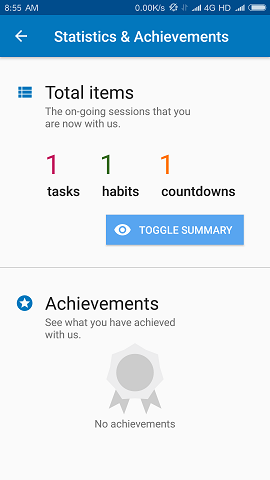 8:55 AM 0.00K/s 4G HD
Statistics & Achievements
Total items
The on-going sessions that you
are now with us.
1 1 1
tasks habits countdowns
TOGGLE SUMMARY
Achievements
See what you have achieved
with us.
No achievements